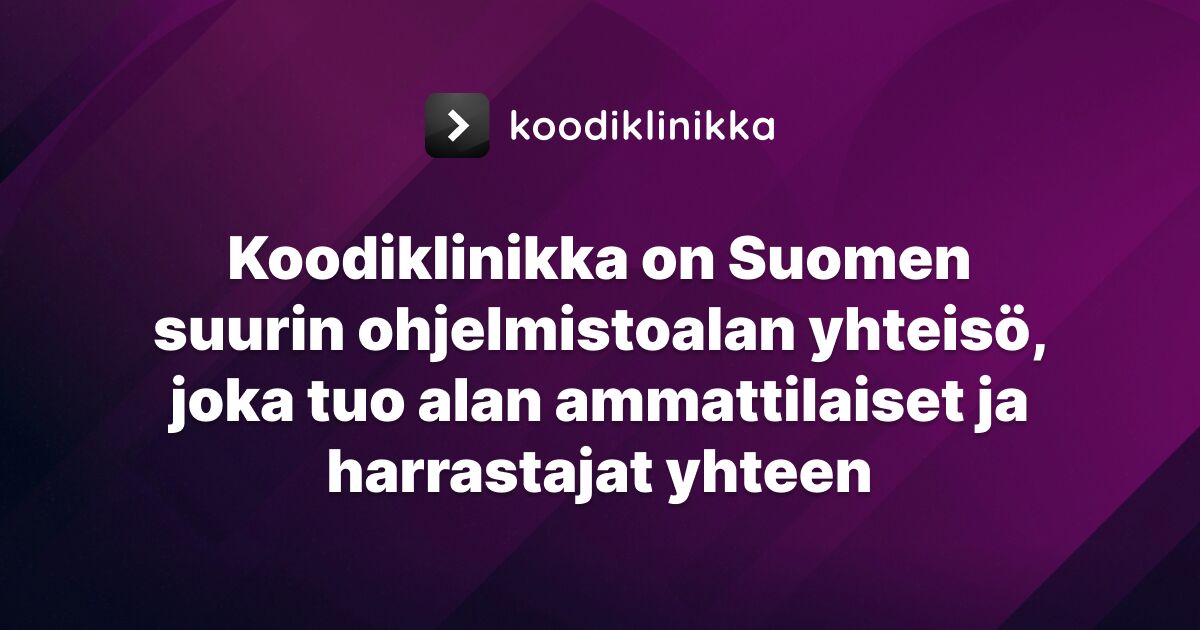 koodiklinikka
Koodiklinikka on Suomen
suurin ohjelmistoalan yhteisö,
joka tuo alan ammattilaiset ja
harrastajat yhteen